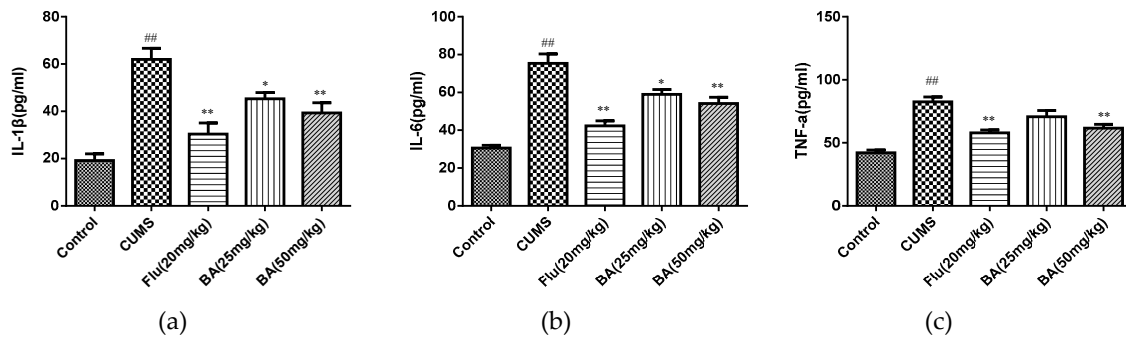 IL-1β(pg/ml)
80
60
40
20
0
##
**
*
**
Control
CUMS
Flu(20mg/kg)
BA(25mg/kg)
BA(50mg/kg)
(a)
IL-6(pg/ml)
100
80
60
40
20
0
##
**
*
**
Control
CUMS
Flu(20mg/kg)
BA(25mg/kg)
BA(50mg/kg)
(b)
TNF-a(pg/ml)
150
100
50
0
##
**
**
Control
CUMS
Flu(20mg/kg)
BA(25mg/kg)
BA(50mg/kg)
(c)